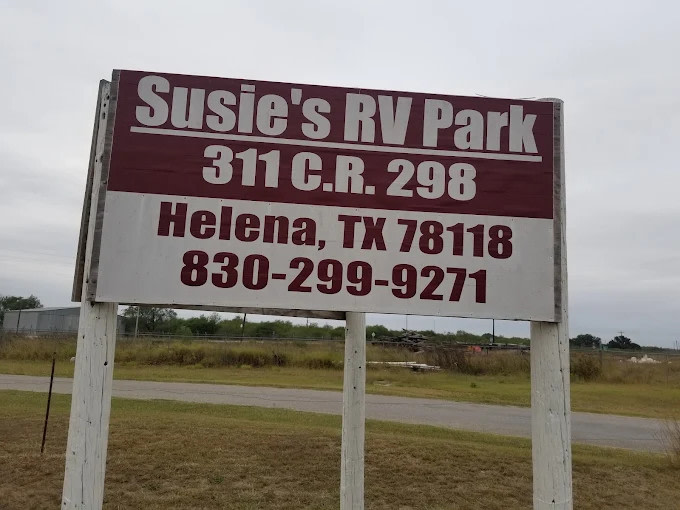 Susie's RV Park
311 C.R. 298
Helena, TX 78118
830-299-9271